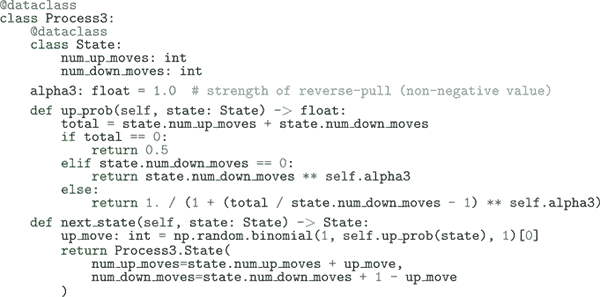 @dataclass
class Process3:
    @dataclass
    class State:
        num_up_moves: int
        num_down_moves: int
    alpha3: float = 1.0  # strength of reverse-pull (non-negative value)
    def up_prob(self, state: State) -> float:
        total = state.num_up_moves + state.num_down_moves
        if total == 0:
            return 0.5
        elif state.num_down_moves == 0:
            return state.num_down_moves ** self.alpha3
        else:
            return 1. / (1 + (total / state.num_down_moves - 1) ** self.alpha3)
    def next_state(self, state: State) -> State:
        up_move: int = np.random.binomial(1, self.up_prob(state), 1)[0]
        return Process3.State(
            num_up_moves=state.num_up_moves + up_move,
            num_down_moves=state.num_down_moves + 1 - up_move
        )